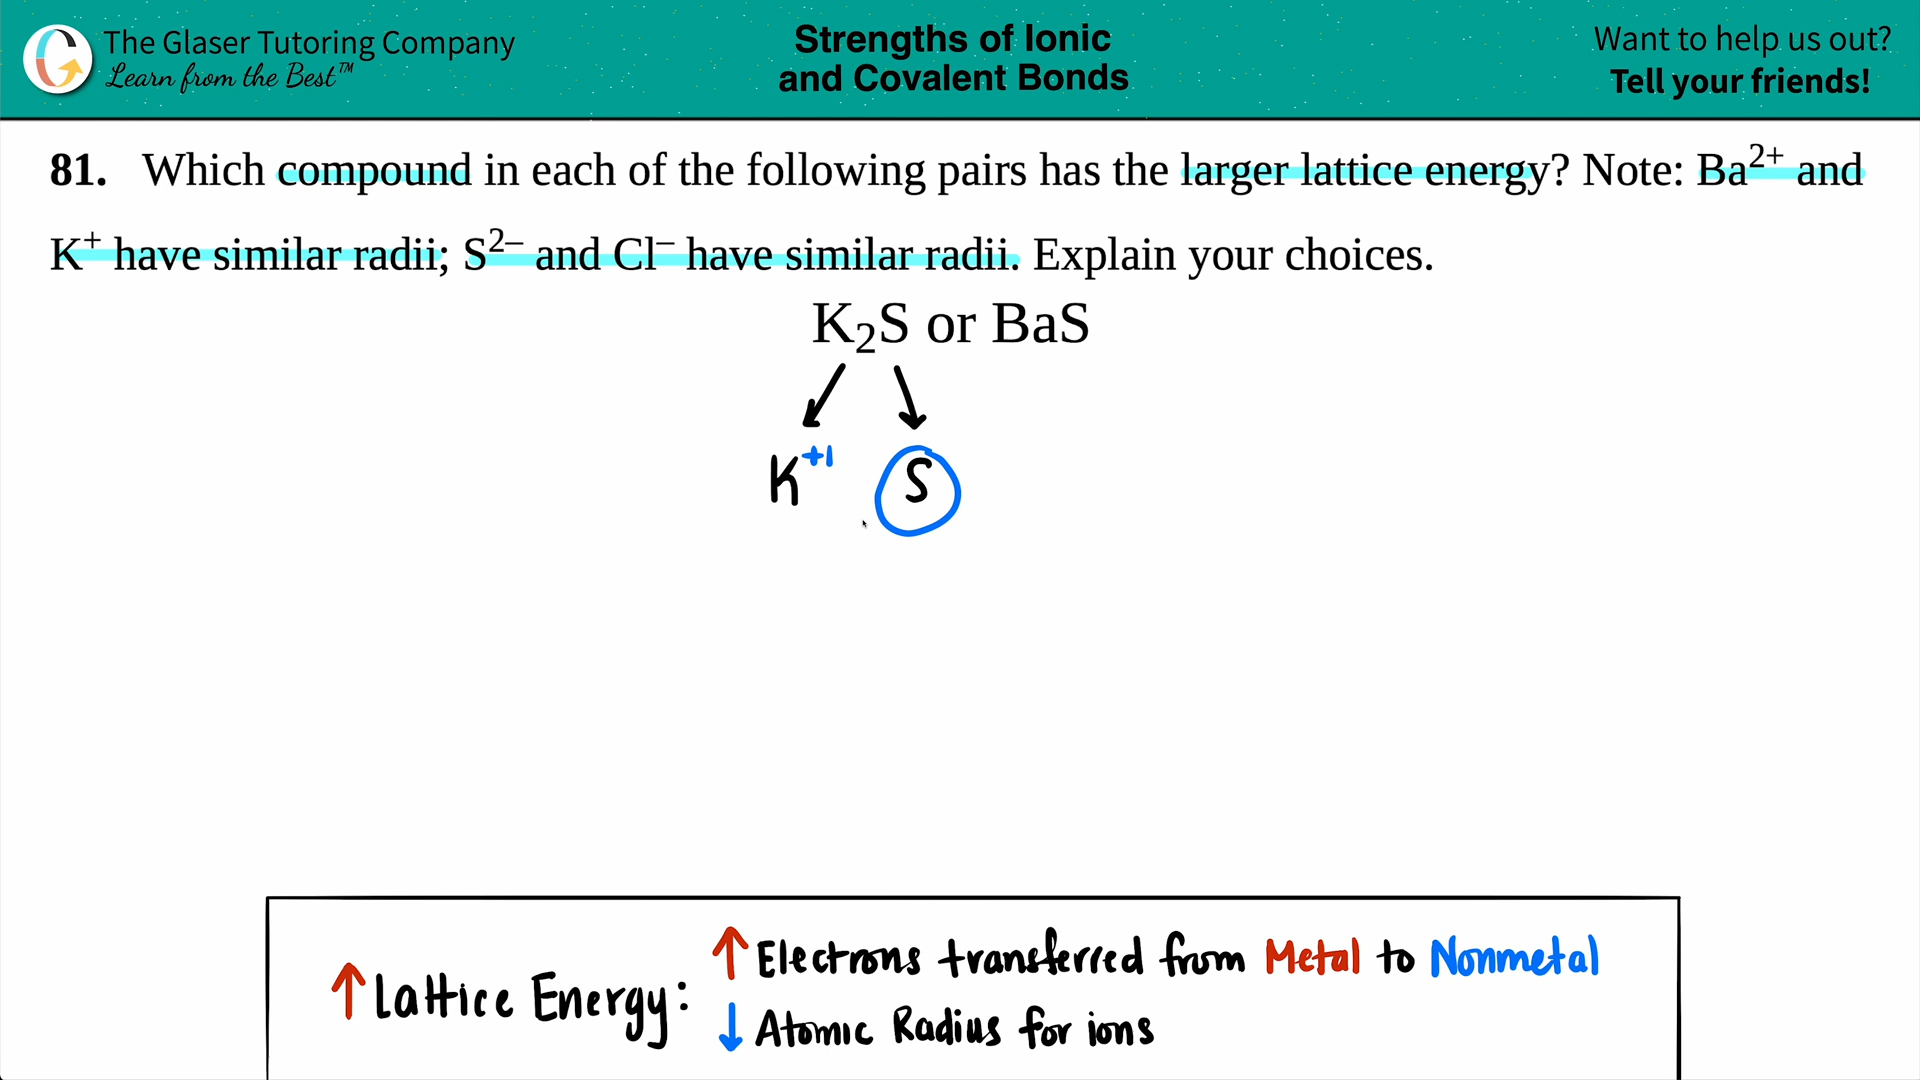 The Glaser Tutoring Company
Learn from the Best™
Strengths of Ionic
and Covalent Bonds
Want to help us out?
Tell your friends!
81. Which compound in each of the following pairs has the larger lattice energy? Note: Ba²⁺ and
K⁺ have similar radii; S²⁻ and Cl⁻ have similar radii. Explain your choices.
K₂S or BaS
K⁺¹ S
↑ Lattice Energy:
↑ Electrons transferred from Metal to Nonmetal
↓ Atomic Radius for ions